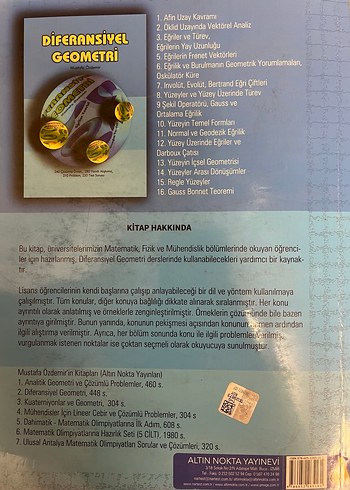 DİFERANSİYEL
GEOMETRİ
1. Afin Uzay Kavramı
2. Öklid Uzayında Vektörel Analiz
3. Eğriler ve Türev,
Eğrilerin Yay Uzunluğu
5. Eğrilerin Frenet Vektörleri
6. Eğrilik ve Burulmanın Geometrik Yorumlamaları,
Oskülatör Küre
7. İnvolüt, Evolüt, Bertrand Eğri Çiftleri
8. Yüzeyler ve Yüzey Üzerinde Türev
9 Şekil Operatörü, Gauss ve
Ortalama Eğrilik
10. Yüzeyin Temel Formları
11. Normal ve Geodezik Eğrilik
12. Yüzey Üzerinde Eğriler ve
Darboux Çatısı
13. Yüzeyin İçsel Geometrisi
14. Yüzeyler Arası Dönüşümler
15. Regle Yüzeyler
16. Gauss Bonnet Teoremi
KİTAP HAKKINDA
Bu kitap, üniversitelerimizin Matematik, Fizik ve Mühendislik bölümlerinde okuyan öğrenci-
ler için hazırlanmış, Diferansiyel Geometri derslerinde kullanabilecekleri yardımcı bir kaynak-
tır.
Lisans öğrencilerinin kendi başlarına çalışıp anlayabileceği bir dil ve yöntem kullanılmaya
çalışılmıştır. Tüm konular, diğer konuya bağlılığı dikkate alınarak sıralanmıştır. Her konu
ayrıntılı olarak anlatılmış ve örneklerle zenginleştirilmiştir. Örneklerin çözümünde bile bazen
ayrıntıya girilmiştir. Bunun yanında, konunun pekişmesi açısından konunun hemen ardından
ilgili alıştırma verilmiştir. Ayrıca, her bölüm sonunda konu ile ilgili problemler verilmiş,
vurgulanmak istenen noktalar ise çoktan seçmeli olarak okuyucuya sunulmuştur.
Mustafa Özdemir'in Kitapları (Altın Nokta Yayınları)
1. Analitik Geometri ve Çözümlü Problemler, 460 s.
2. Diferansiyel Geometri, 448 s.
3. Kuaterniyonlar ve Geometri, 304 s.
4. Mühendisler İçin Lineer Cebir ve Çözümlü Problemler, 304 s
5. Dahimatik - Matematik Olimpiyatlarına İlk Adım, 608 s.
6. Matematik Olimpiyatlarına Hazırlık Seti (5 CİLT), 1980 s.
7. Ulusal Antalya Matematik Olimpiyatları Sorular ve Çözümleri, 320 s.
ALTIN NOKTA YAYINEVİ